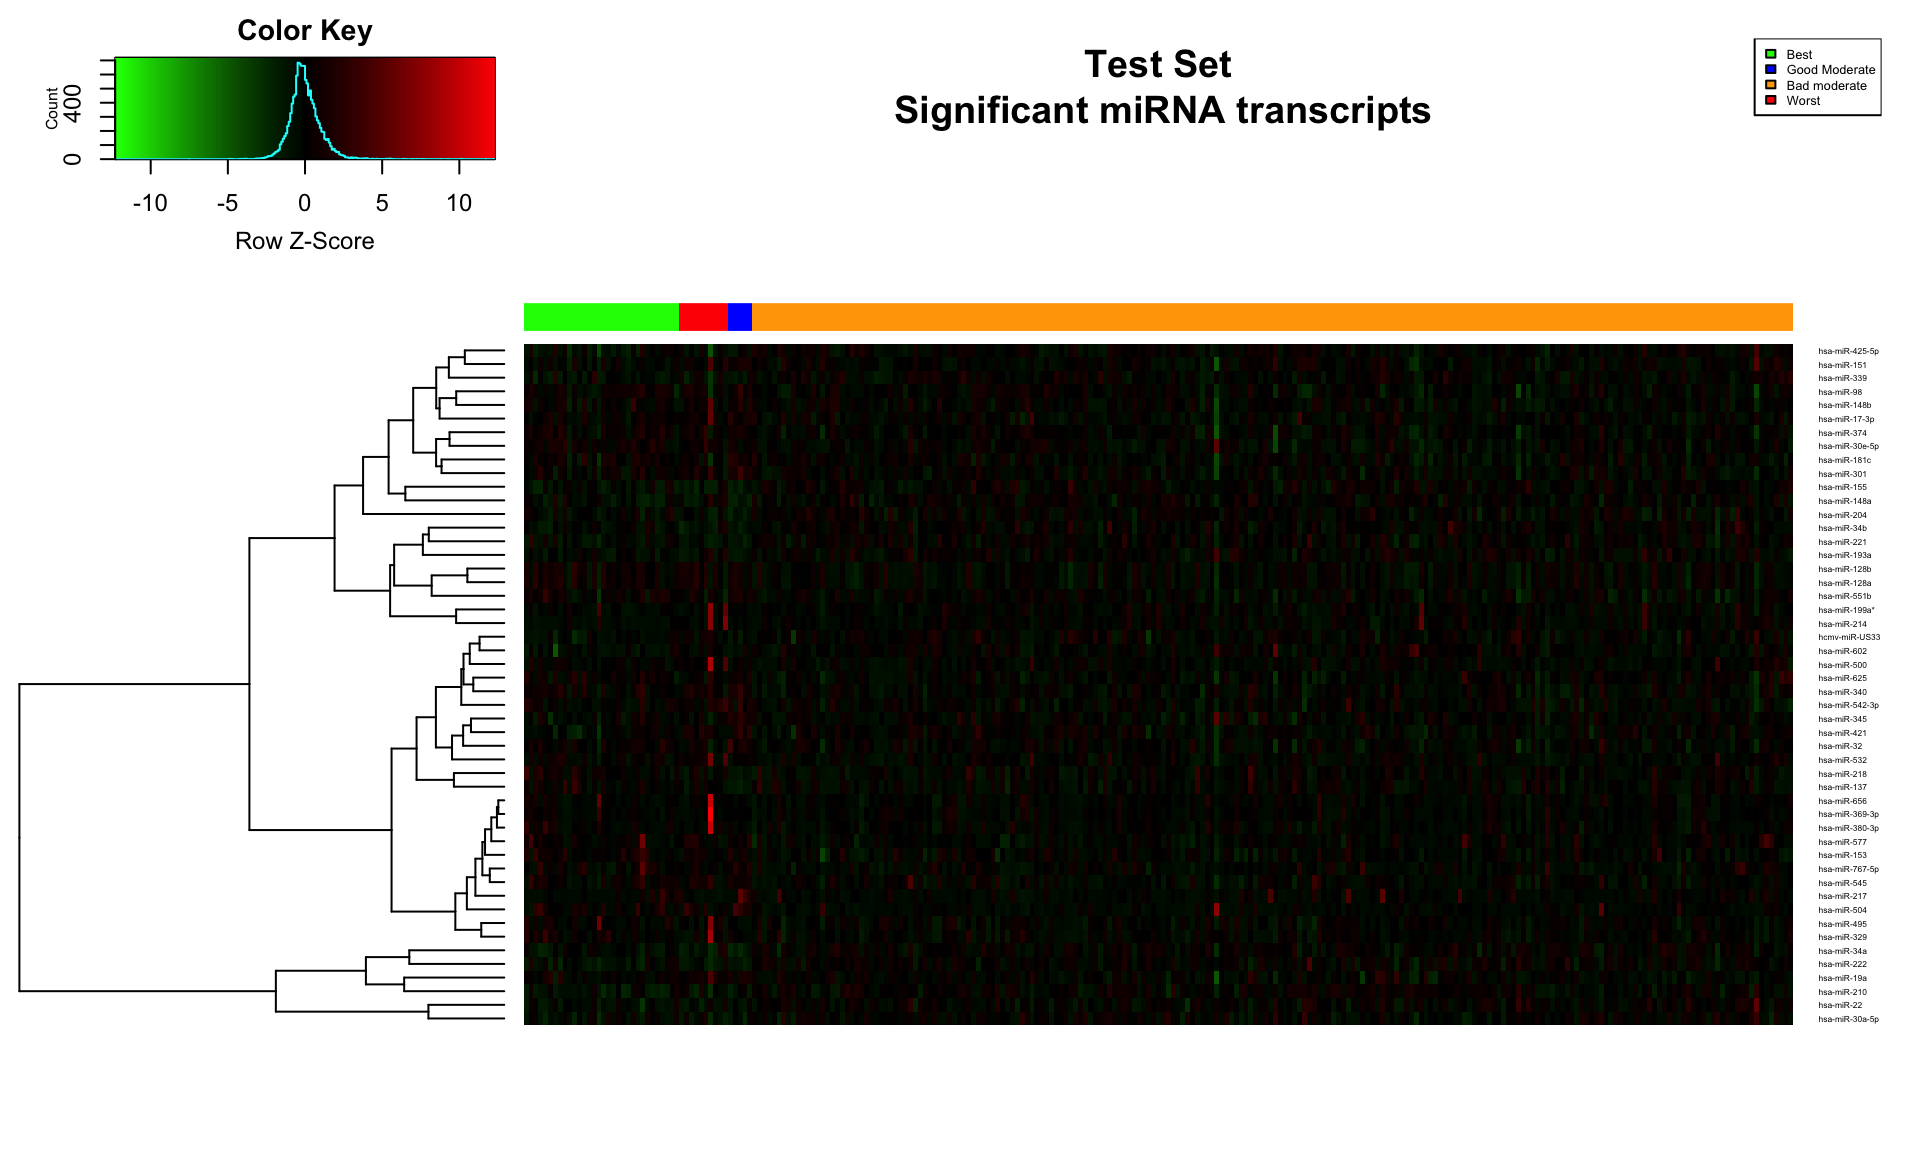 Color Key
Count
0
400
-10 -5 0 5 10
Row Z-Score
Test Set
Significant miRNA transcripts
Best
Good Moderate
Bad moderate
Worst
hsa-miR-425-5p
hsa-miR-151
hsa-miR-339
hsa-miR-98
hsa-miR-148b
hsa-miR-17-3p
hsa-miR-374
hsa-miR-30e-5p
hsa-miR-181c
hsa-miR-301
hsa-miR-155
hsa-miR-148a
hsa-miR-204
hsa-miR-34b
hsa-miR-221
hsa-miR-193a
hsa-miR-128b
hsa-miR-128a
hsa-miR-551b
hsa-miR-199a*
hsa-miR-214
hcmv-miR-US33
hsa-miR-602
hsa-miR-500
hsa-miR-625
hsa-miR-340
hsa-miR-542-3p
hsa-miR-345
hsa-miR-421
hsa-miR-32
hsa-miR-532
hsa-miR-218
hsa-miR-137
hsa-miR-656
hsa-miR-369-3p
hsa-miR-380-3p
hsa-miR-577
hsa-miR-153
hsa-miR-767-5p
hsa-miR-545
hsa-miR-217
hsa-miR-504
hsa-miR-495
hsa-miR-329
hsa-miR-34a
hsa-miR-222
hsa-miR-19a
hsa-miR-210
hsa-miR-22
hsa-miR-30a-5p